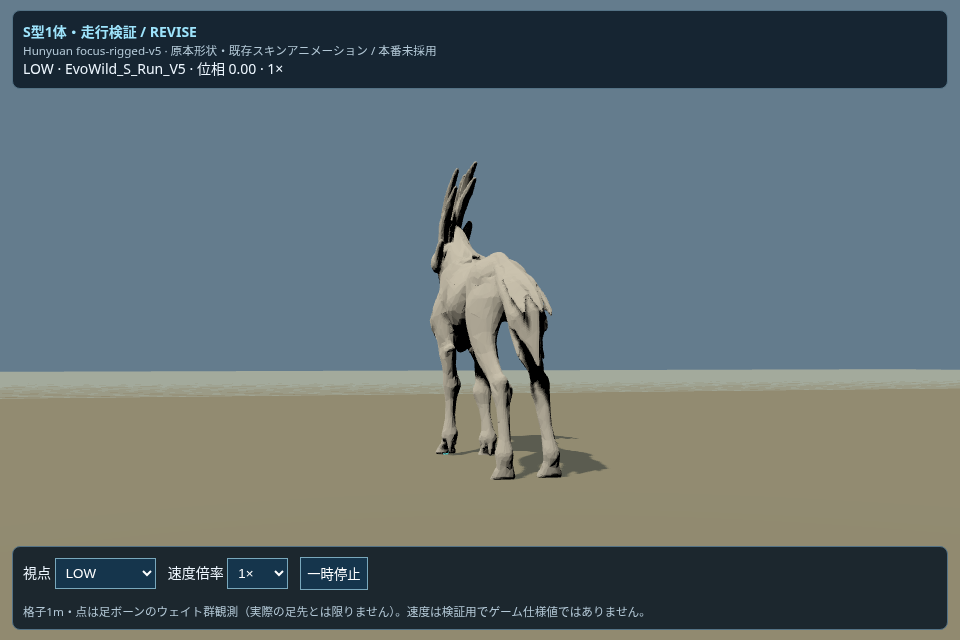 S型1体・走行検証 / REVISE
Hunyuan focus-rigged-v5 · 原本形状・既存スキンアニメーション / 本番未採用
LOW · EvoWild_S_Run_V5 · 位相 0.00 · 1×
視点 LOW 速度倍率 1× 一時停止
格子1m・点は足ボーンのウェイト群観測（実際の足先とは限りません）。速度は検証用でゲーム仕様値ではありません。